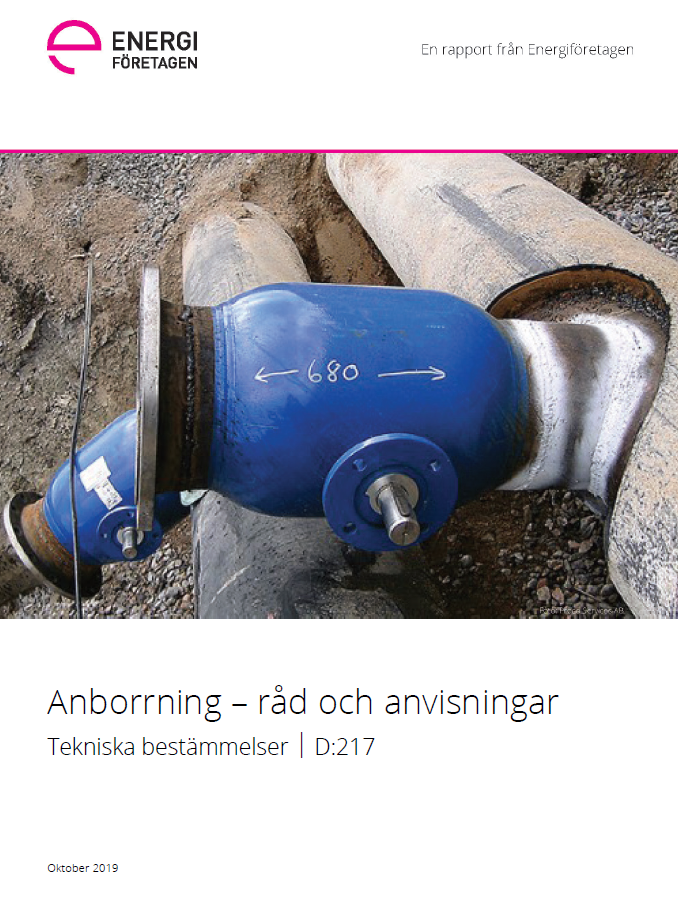 ENERGI
FÖRETAGEN
En rapport från Energiföretagen
680
Anborrning – råd och anvisningar
Tekniska bestämmelser | D:217
Oktober 2019